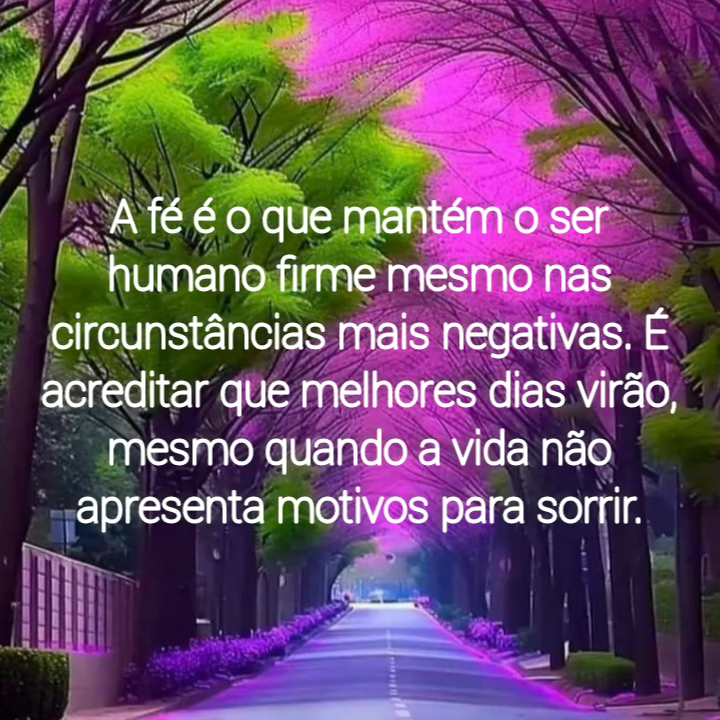 A fé é o que mantém o ser
humano firme mesmo nas
circunstâncias mais negativas. É
acreditar que melhores dias virão,
mesmo quando a vida não
apresenta motivos para sorrir.